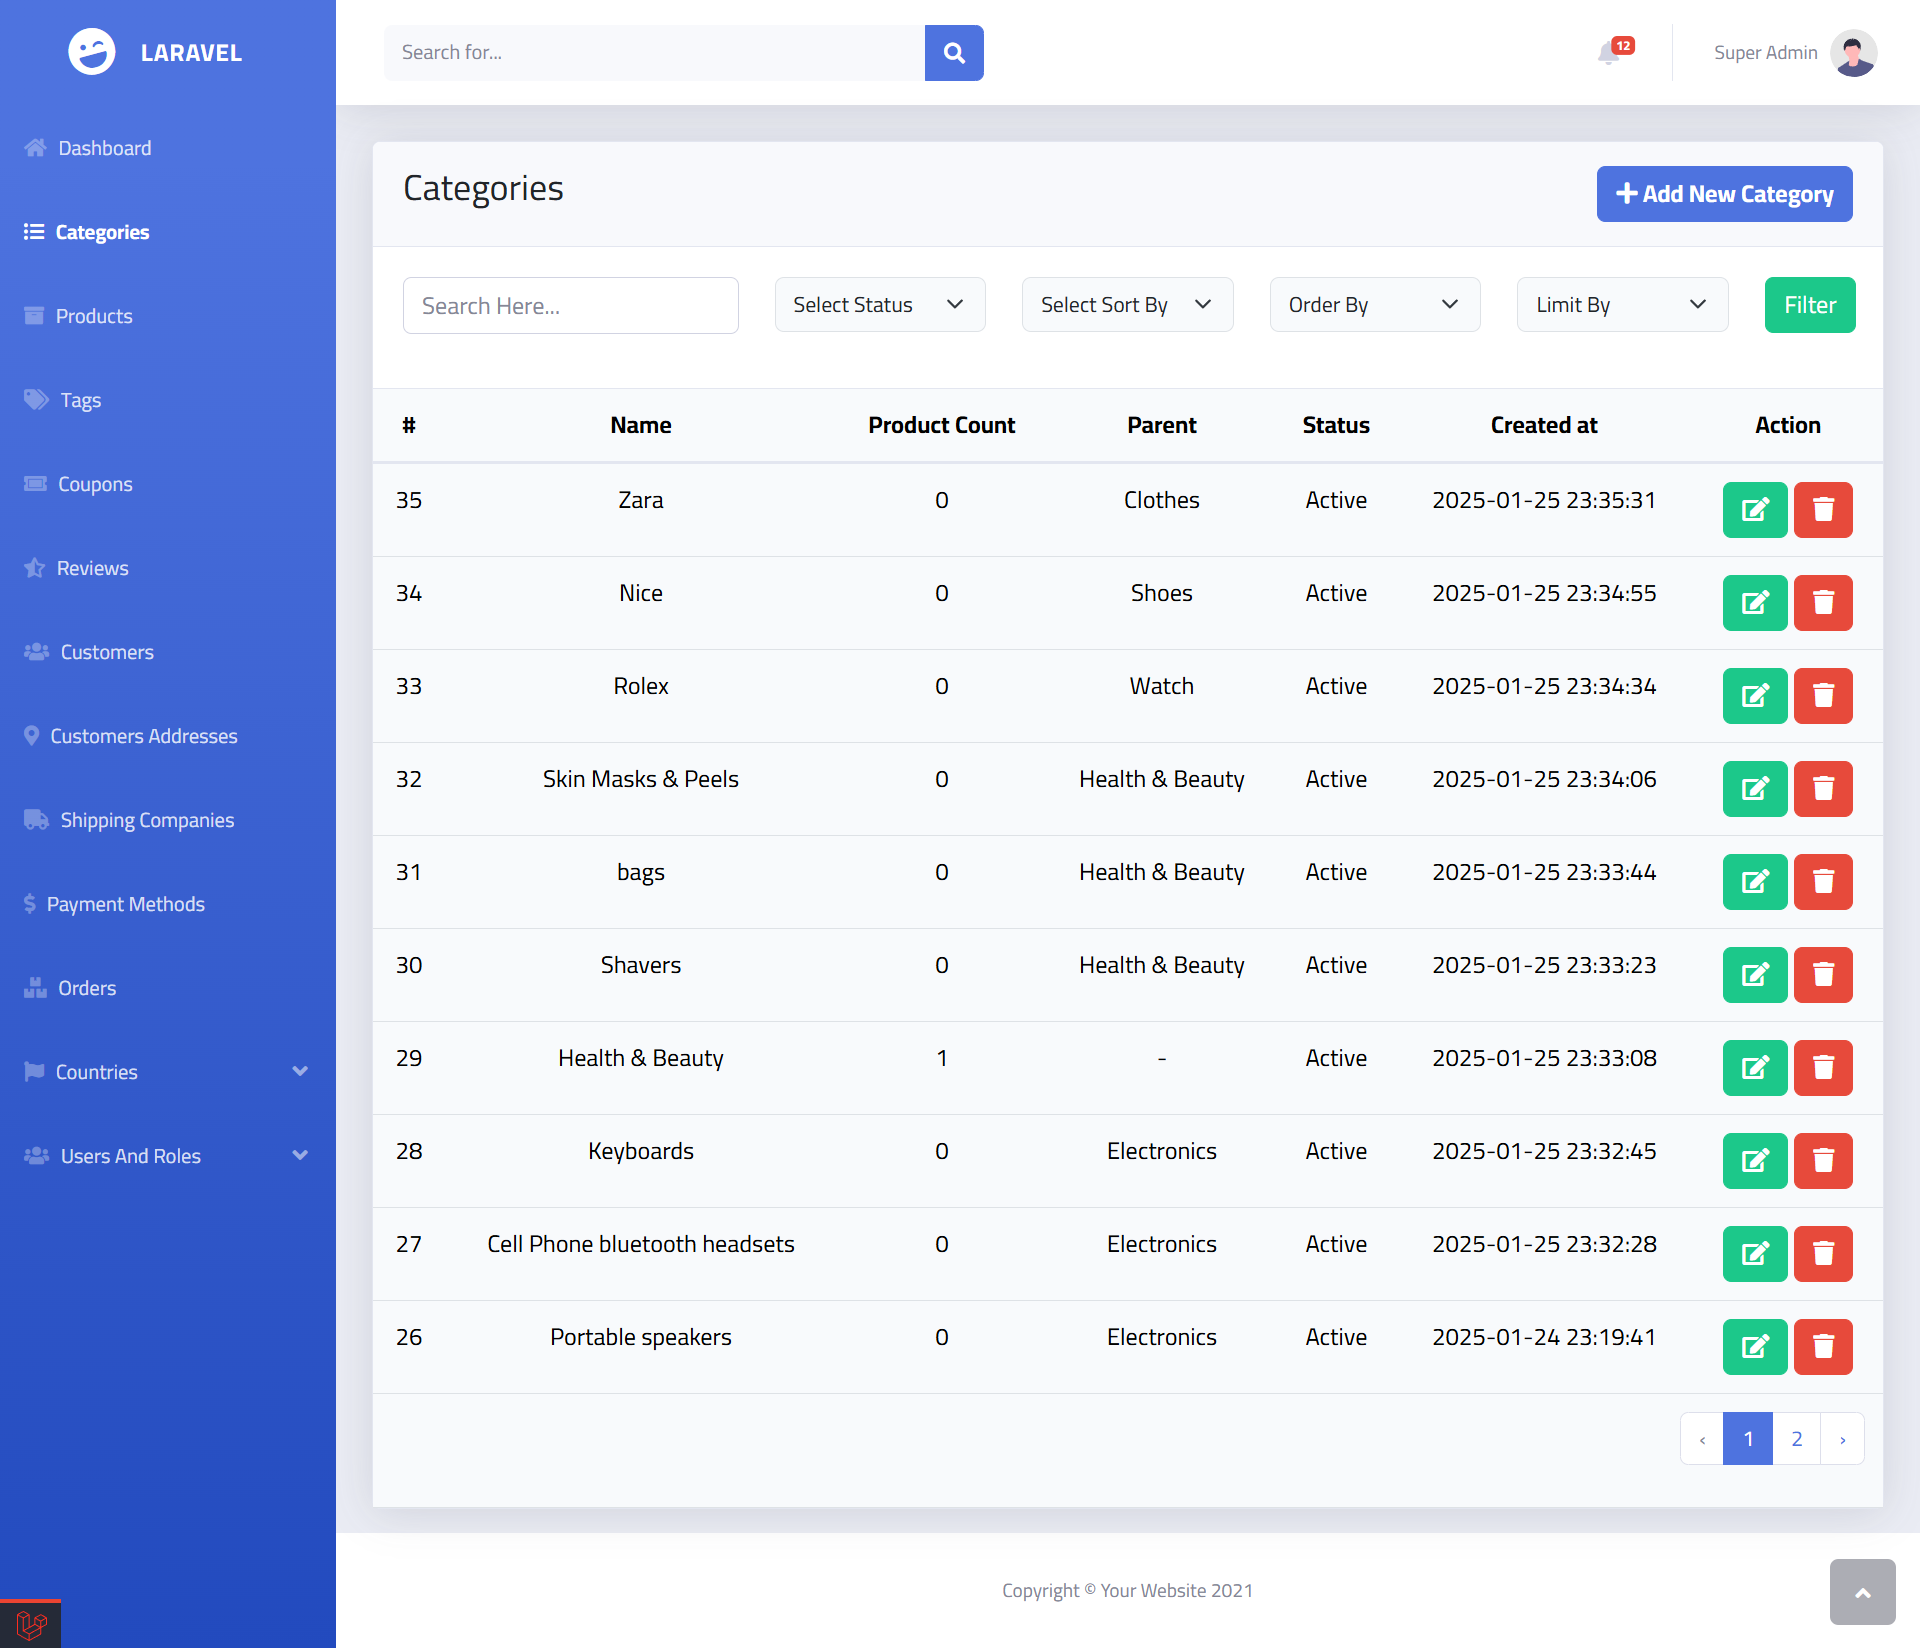 LARAVEL
Search for...
12
Super Admin
Dashboard
Categories
Products
Tags
Coupons
Reviews
Customers
Customers Addresses
Shipping Companies
Payment Methods
Orders
Countries
Users And Roles
Categories
Add New Category
Search Here...
Select Status
Select Sort By
Order By
Limit By
Filter
# Name Product Count Parent Status Created at Action
35 Zara 0 Clothes Active 2025-01-25 23:35:31
34 Nice 0 Shoes Active 2025-01-25 23:34:55
33 Rolex 0 Watch Active 2025-01-25 23:34:34
32 Skin Masks & Peels 0 Health & Beauty Active 2025-01-25 23:34:06
31 bags 0 Health & Beauty Active 2025-01-25 23:33:44
30 Shavers 0 Health & Beauty Active 2025-01-25 23:33:23
29 Health & Beauty 1 - Active 2025-01-25 23:33:08
28 Keyboards 0 Electronics Active 2025-01-25 23:32:45
27 Cell Phone bluetooth headsets 0 Electronics Active 2025-01-25 23:32:28
26 Portable speakers 0 Electronics Active 2025-01-24 23:19:41
‹ 1 2 ›
Copyright © Your Website 2021